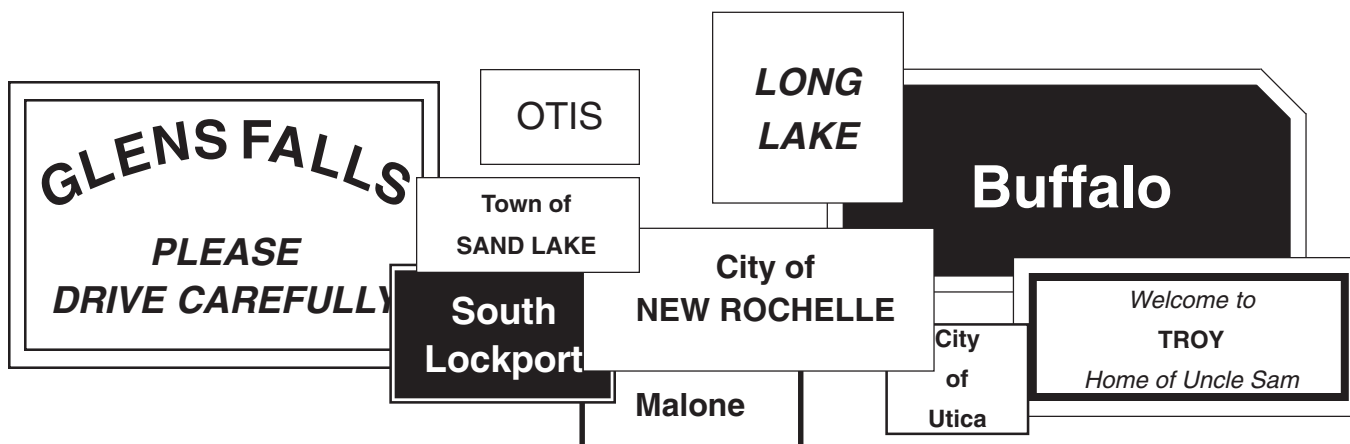 GLENS FALLS
PLEASE
DRIVE CAREFULLY
OTIS
Town of
SAND LAKE
South
Lockport
LONG
LAKE
City of
NEW ROCHELLE
Malone
Buffalo
City
of
Utica
Welcome to
TROY
Home of Uncle Sam